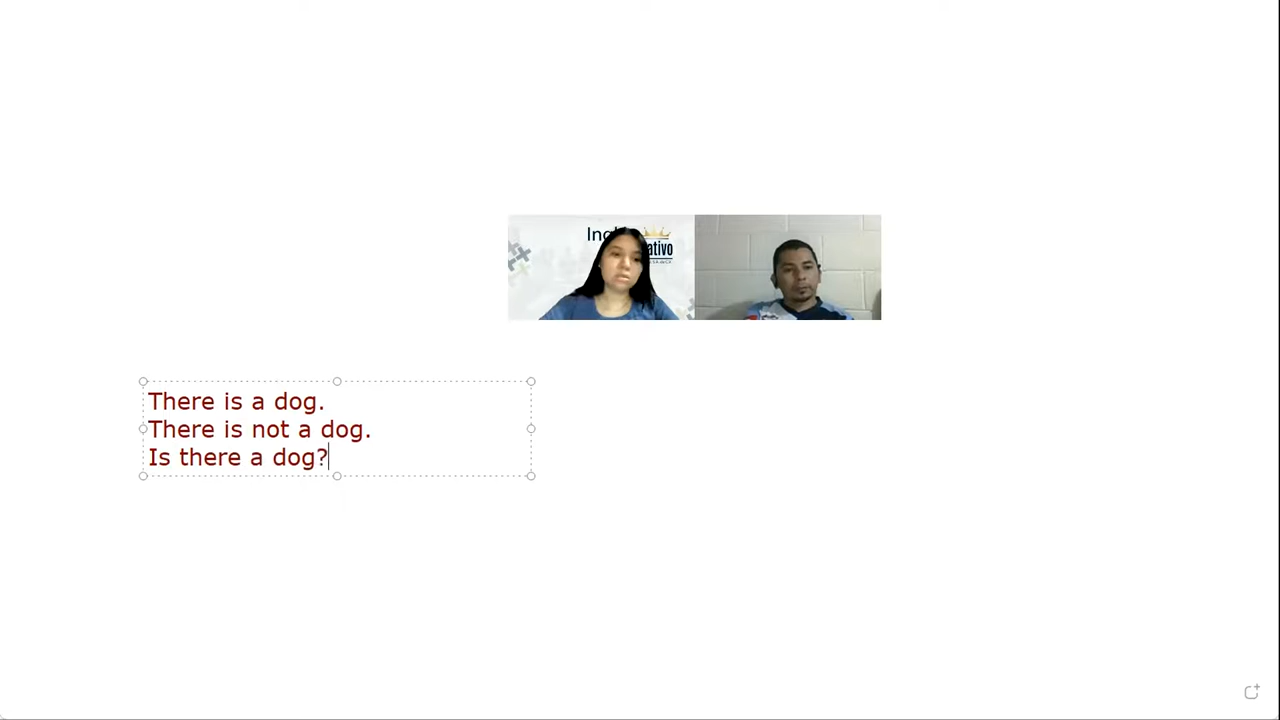 There is a dog.
There is not a dog.
Is there a dog?